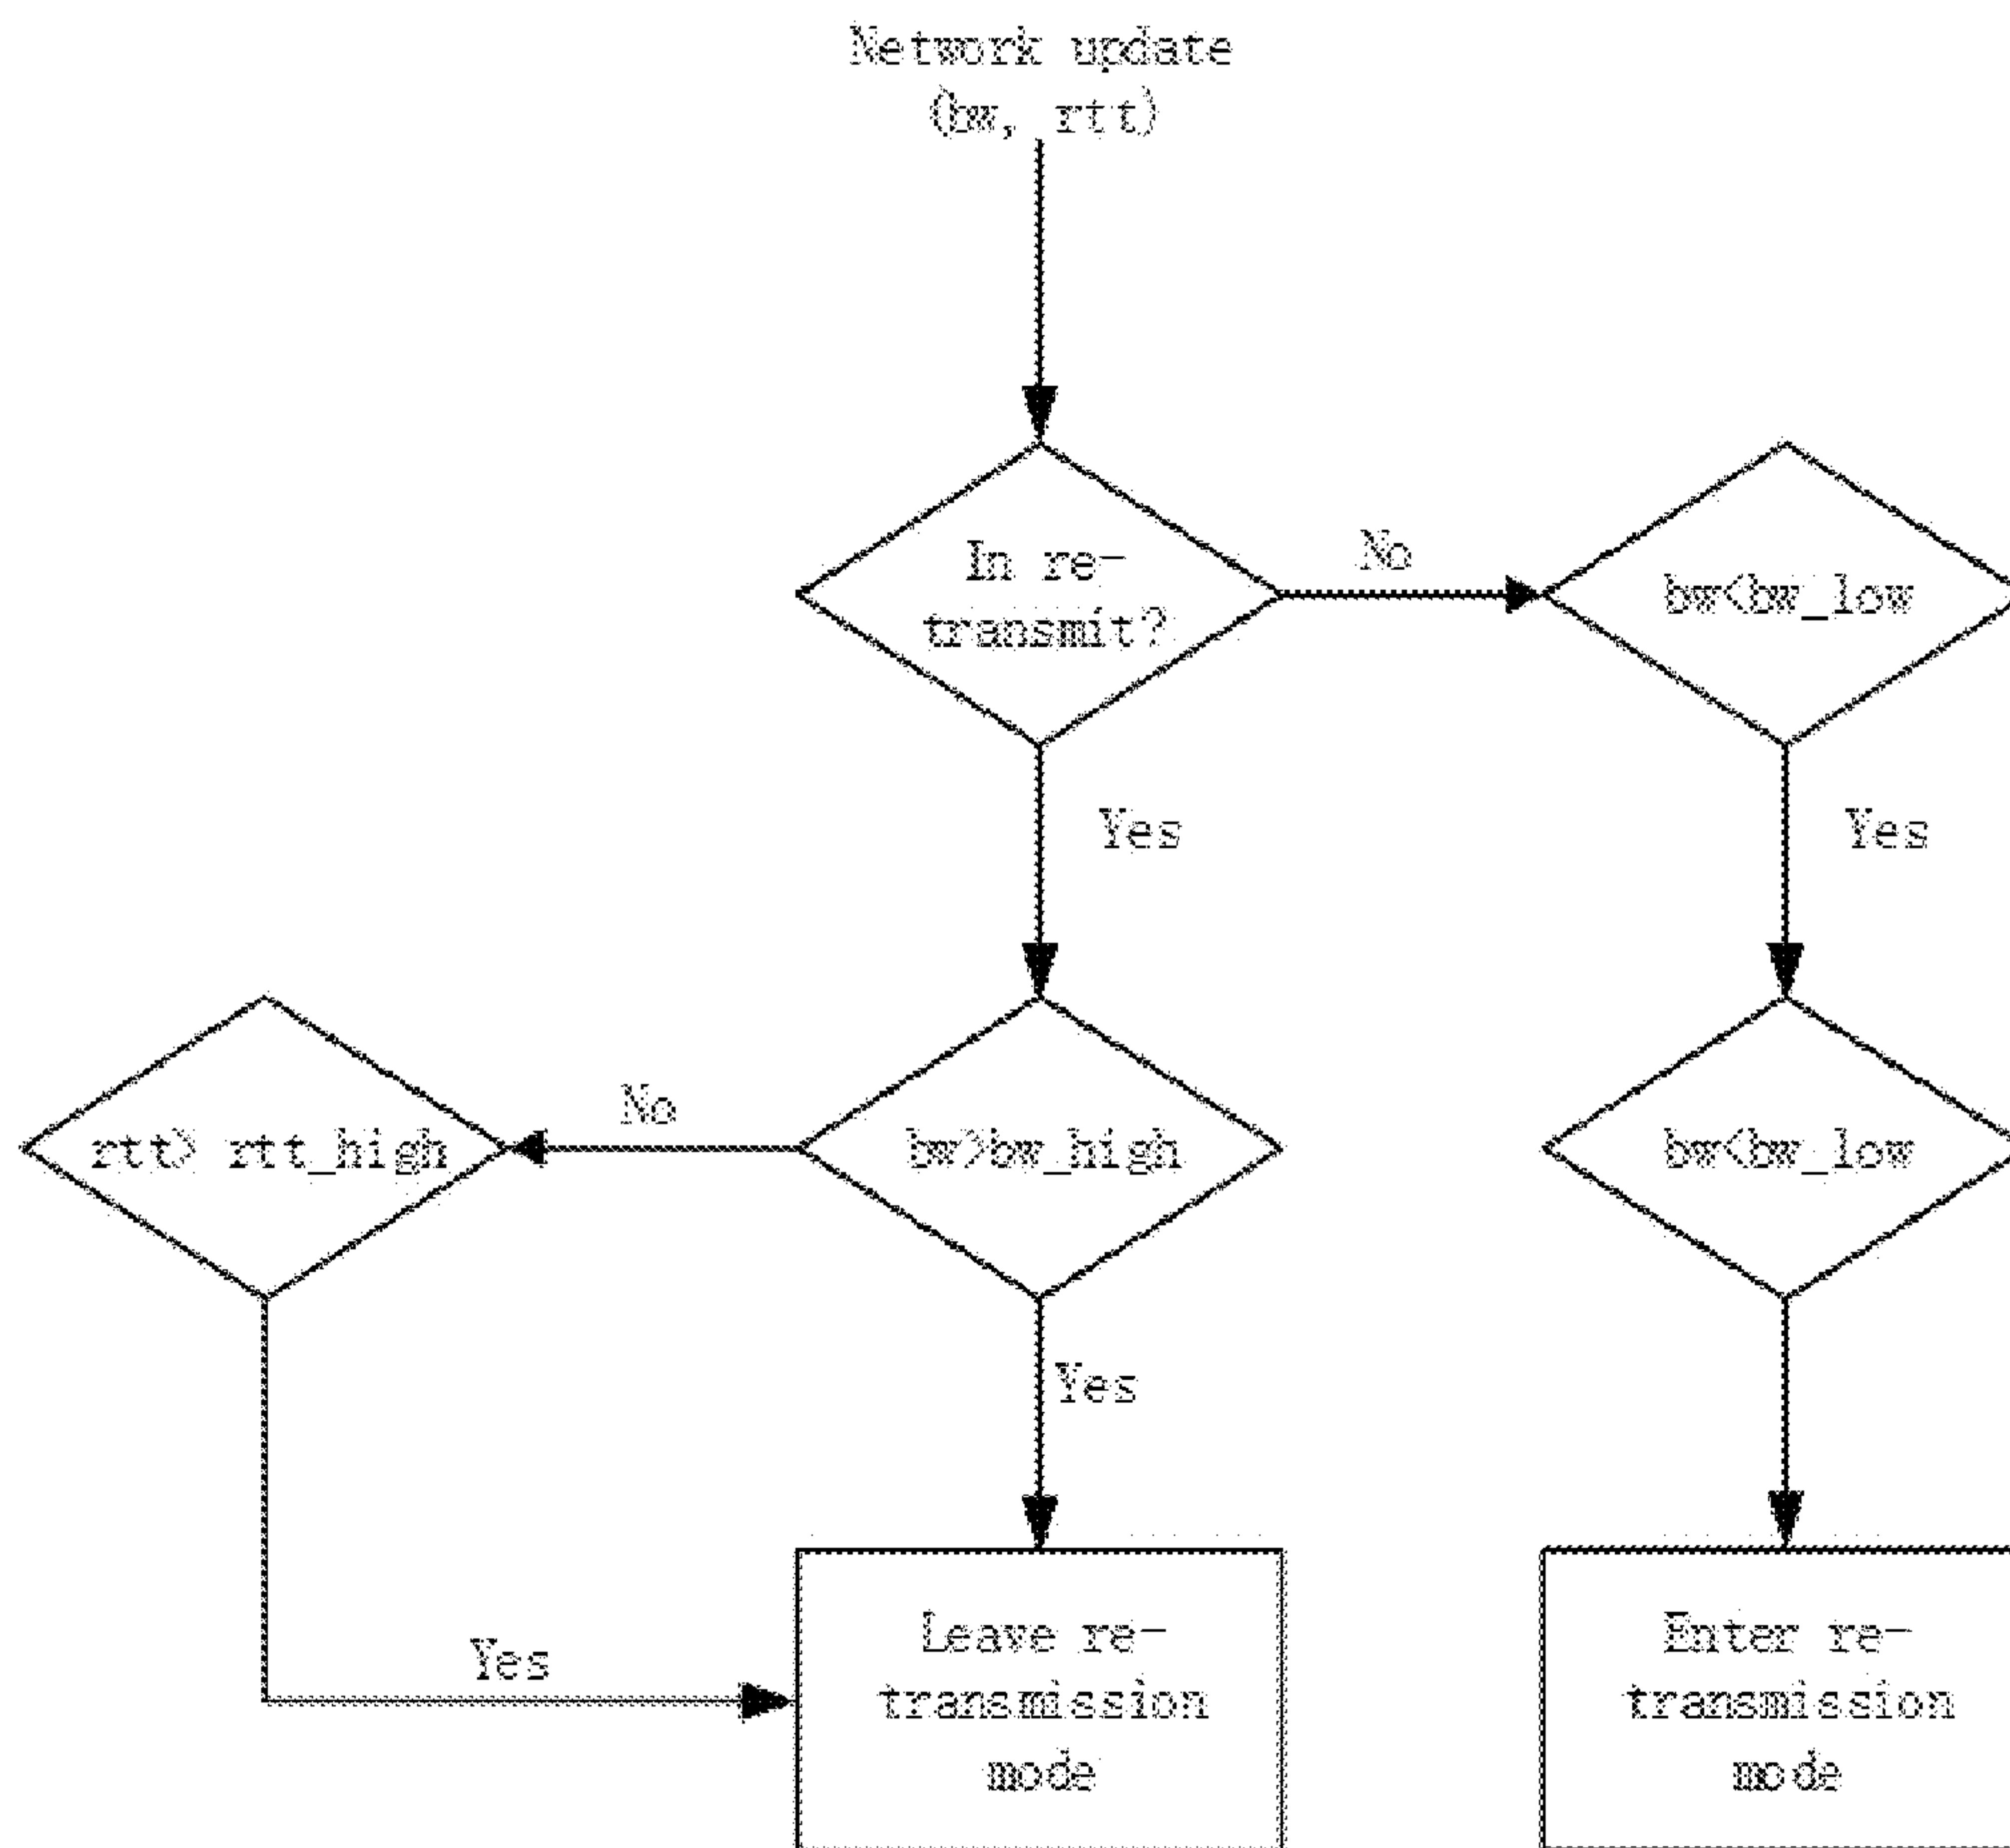 Network update
(bw, rtt)
In re-
transmit?
No
bw<bw_low
Yes
Yes
rtt> rtt_high
No
bw>bw_high
bw<bw_low
Yes
Yes
Leave re-
transmission
mode
Enter re-
transmission
mode